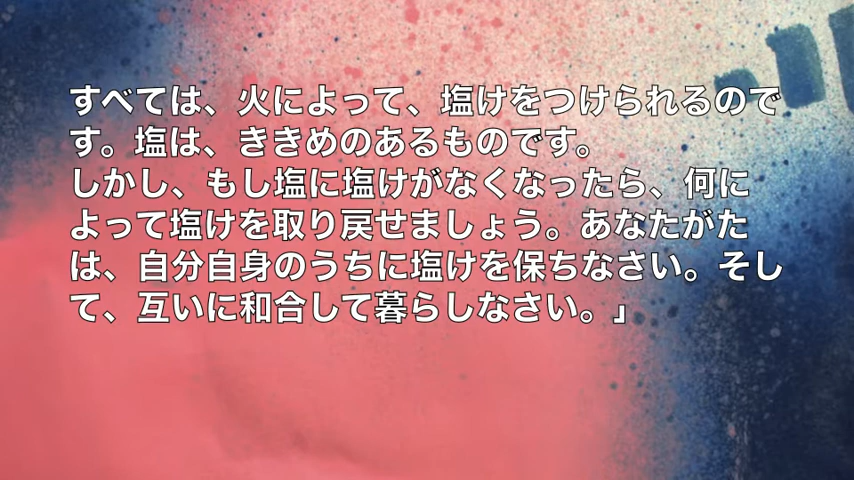 すべては、火によって、塩けをつけられるので
す。塩は、ききめのあるものです。
しかし、もし塩に塩けがなくなったら、何に
よって塩けを取り戻せましょう。あなたがた
は、自分自身のうちに塩けを保ちなさい。そし
て、互いに和合して暮らしなさい。」